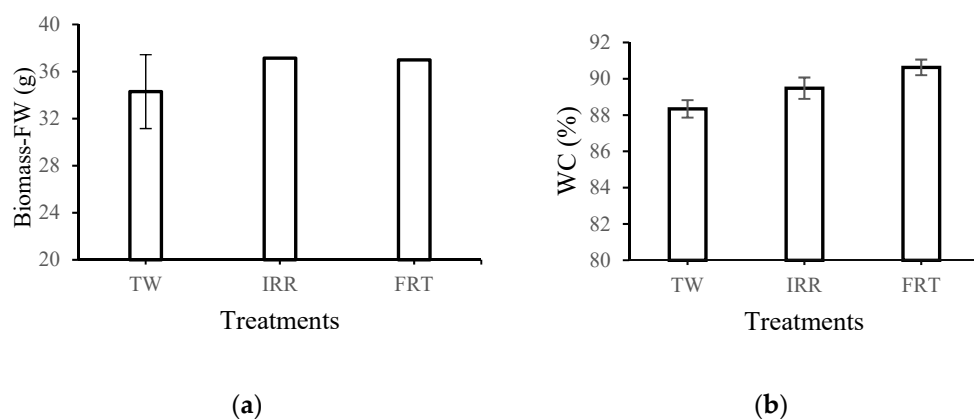 Biomass-FW (g)
40
36
32
28
24
20
TW
IRR
FRT
Treatments
(a)
WC (%)
92
90
88
86
84
82
80
TW
IRR
FRT
Treatments
(b)